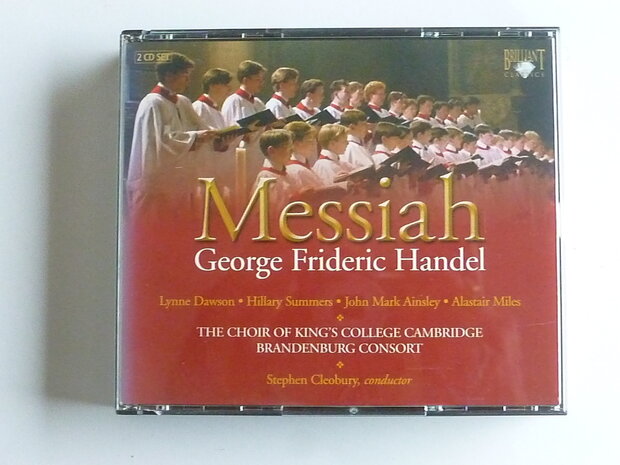 2 CD SET
BRILLIANT
CLASSICS
Messiah
George Frideric Handel
Lynne Dawson • Hillary Summers • John Mark Ainsley • Alastair Miles
THE CHOIR OF KING'S COLLEGE CAMBRIDGE
BRANDENBURG CONSORT
Stephen Cleobury, conductor